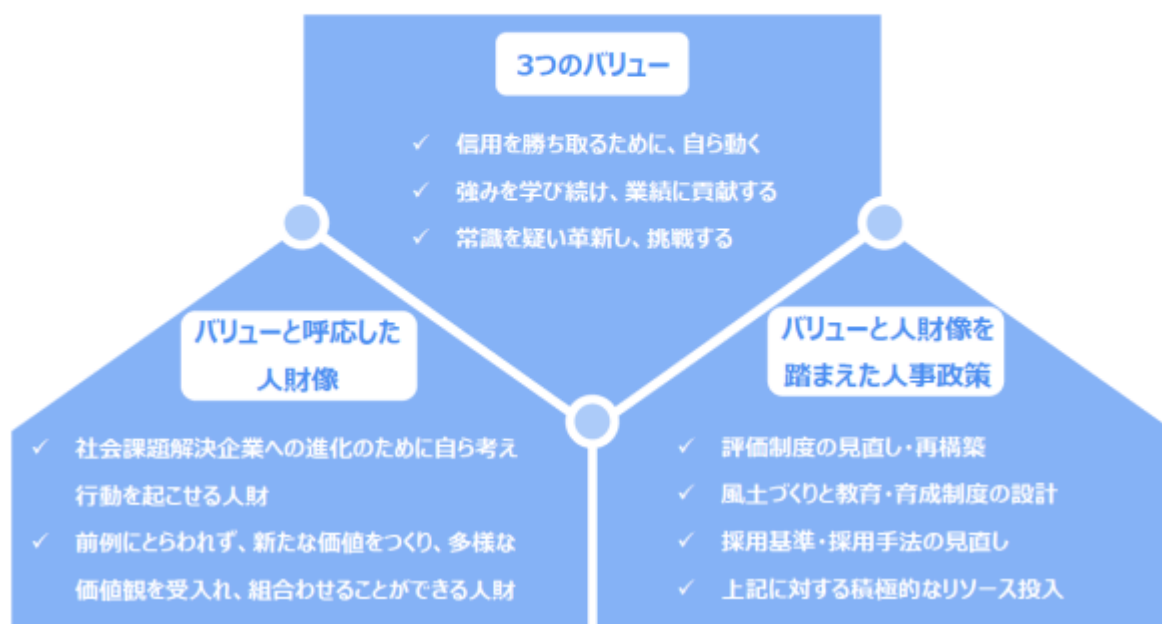 3つのバリュー
✓ 信用を勝ち取るために、自ら動く
✓ 強みを学び続け、業績に貢献する
✓ 常識を疑い革新し、挑戦する
バリューと呼応した
人財像
✓ 社会課題解決企業への進化のために自ら考え
行動を起こせる人財
✓ 前例にとらわれず、新たな価値をつくり、多様な
価値観を受入れ、組合わせることができる人財
バリューと人財像を
踏まえた人事政策
✓ 評価制度の見直し・再構築
✓ 風土づくりと教育・育成制度の設計
✓ 採用基準・採用手法の見直し
✓ 上記に対する積極的なリソース投入